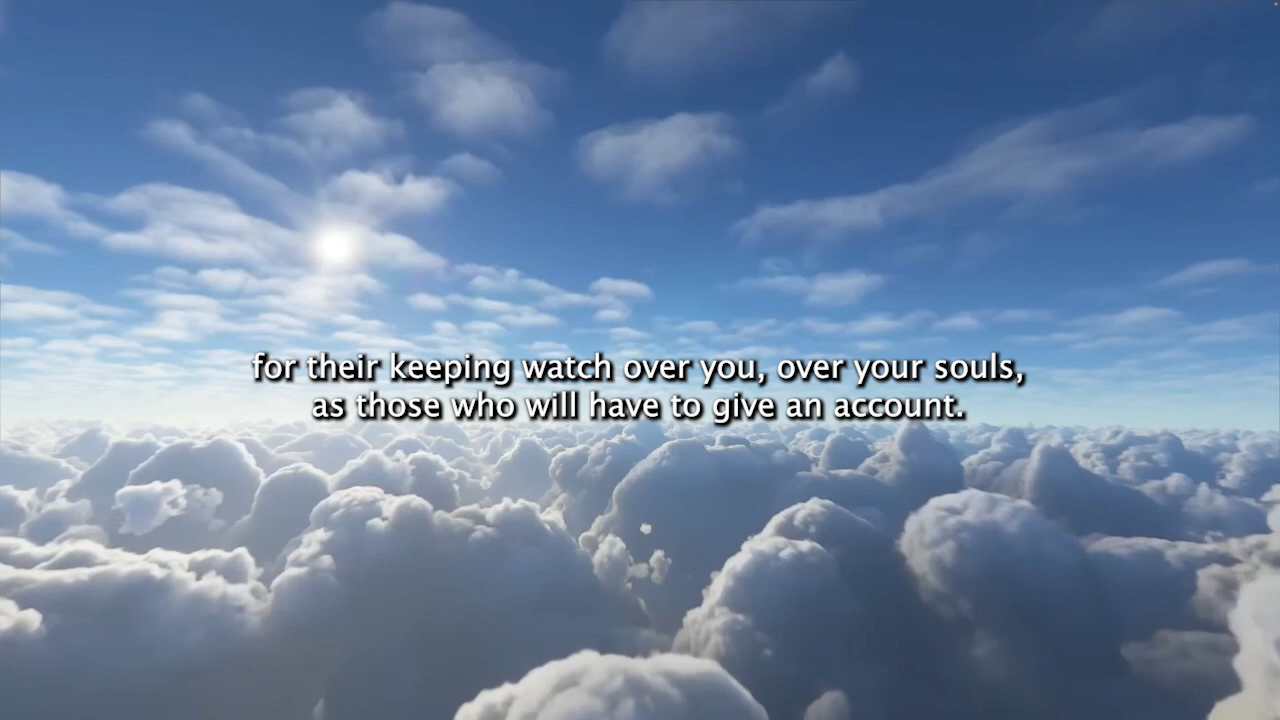 for their keeping watch over you, over your souls,
as those who will have to give an account.